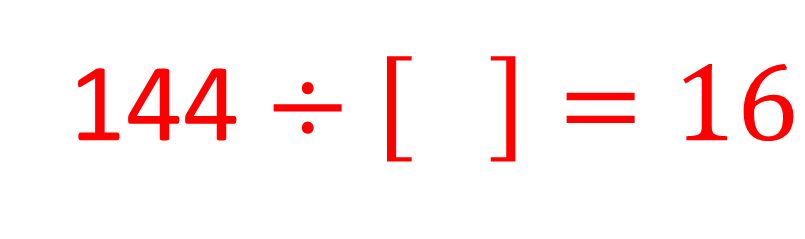 144 ÷ [ ] = 16